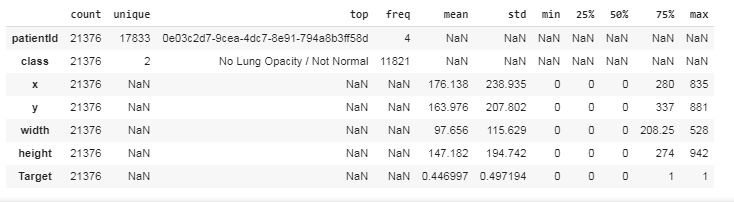 count unique top freq mean std min 25% 50% 75% max
patientId 21376 17833 0e03c2d7-9cea-4dc7-8e91-794a8b3ff58d 4 NaN NaN NaN NaN NaN NaN NaN
class 21376 2 No Lung Opacity / Not Normal 11821 NaN NaN NaN NaN NaN NaN NaN
x 21376 NaN NaN NaN 176.138 238.935 0 0 0 280 835
y 21376 NaN NaN NaN 163.976 207.802 0 0 0 337 881
width 21376 NaN NaN NaN 97.656 115.629 0 0 0 208.25 528
height 21376 NaN NaN NaN 147.182 194.742 0 0 0 274 942
Target 21376 NaN NaN NaN 0.446997 0.497194 0 0 0 1 1